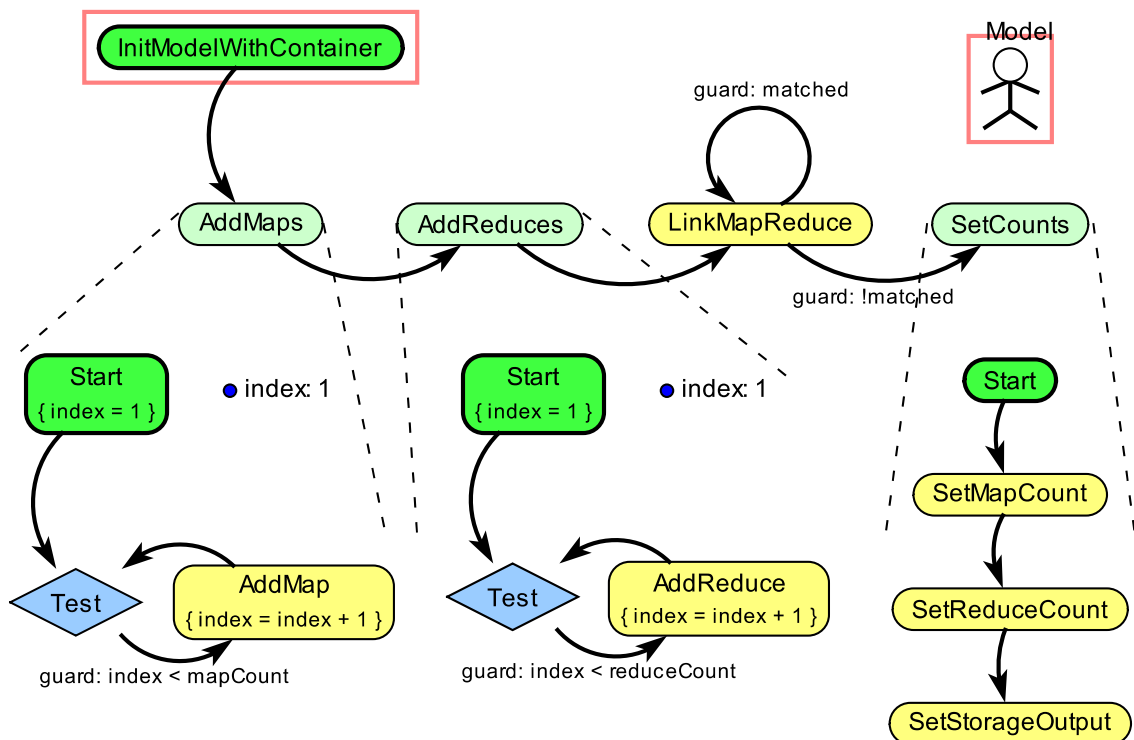 InitModelWithContainer
Model
guard: matched
AddMaps
AddReduces
LinkMapReduce
SetCounts
guard: !matched
Start
{ index = 1 }
index: 1
Test
AddMap
{ index = index + 1 }
guard: index < mapCount
Start
{ index = 1 }
index: 1
Test
AddReduce
{ index = index + 1 }
guard: index < reduceCount
Start
SetMapCount
SetReduceCount
SetStorageOutput